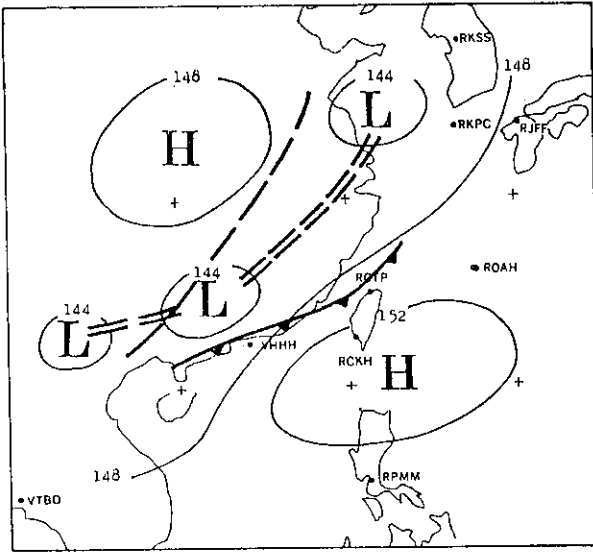 RKSS
148
144
148
L
RKPC
RJFF
H
ROAH
144
RCTP
144
L
152
L
VHHH
RCKH
H
148
RPMM
VTBD